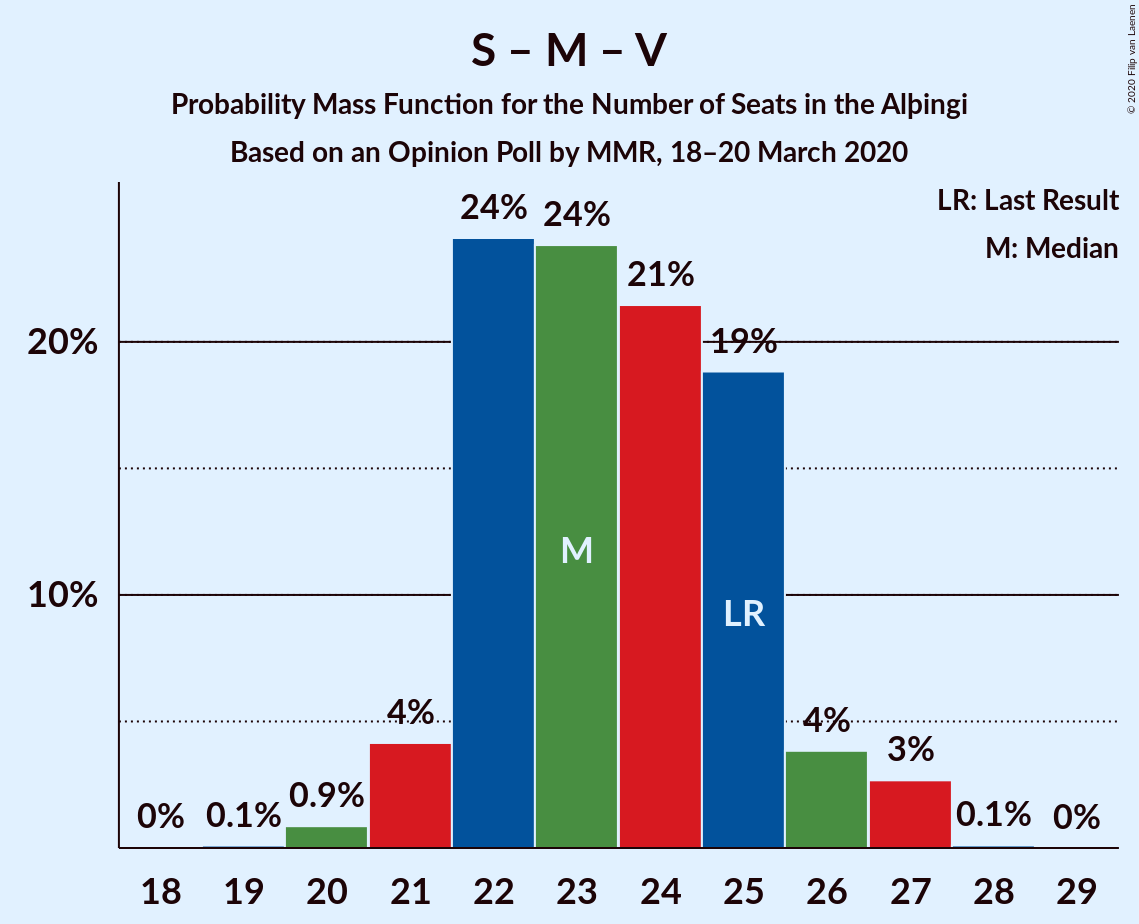 S – M – V
Probability Mass Function for the Number of Seats in the Alþingi
Based on an Opinion Poll by MMR, 18–20 March 2020
© 2020 Filip van Laenen
LR: Last Result
M: Median
24%
24%
21%
20%
19%
M
10%
LR
4%
4%
3%
0.9%
0%
0.1%
0.1%
0%
18 19 20 21 22 23 24 25 26 27 28 29